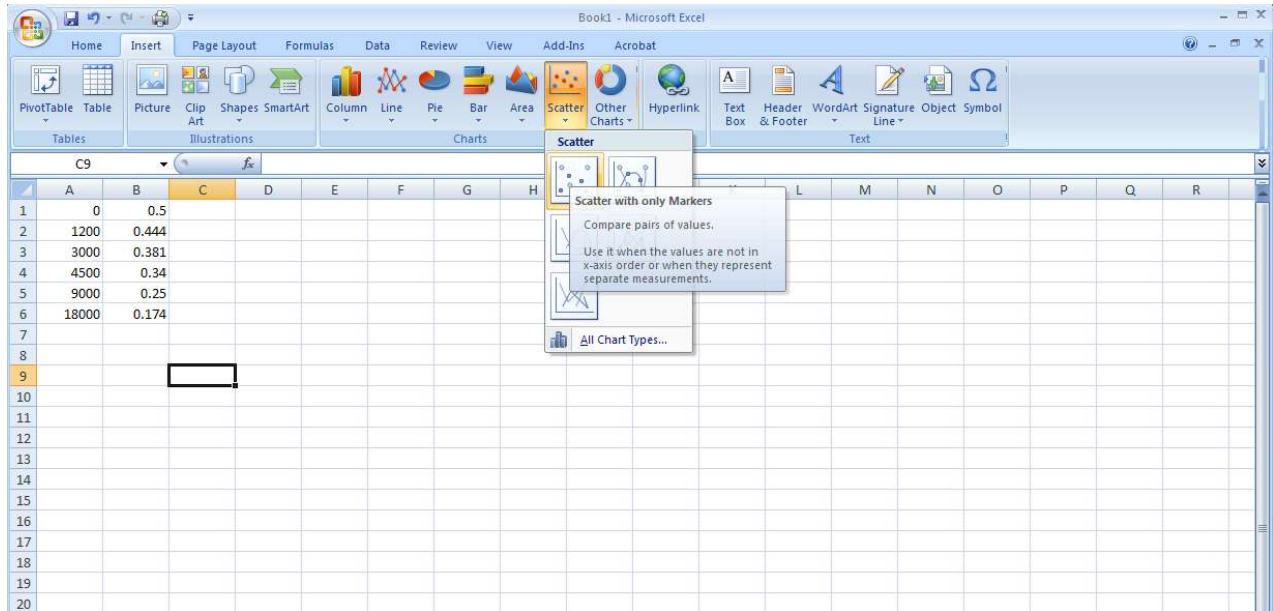 Book1 - Microsoft Excel
Home Insert Page Layout Formulas Data Review View Add-Ins Acrobat
PivotTable Table Picture Clip Art Shapes SmartArt Column Line Pie Bar Area Scatter Other Charts Hyperlink Text Box Header & Footer WordArt Signature Line Object Symbol
Tables Illustrations Charts Text
Scatter
C9 fx
A B C D E F G H L M N O P Q R
Scatter with only Markers
Compare pairs of values.
Use it when the values are not in
x-axis order or when they represent
separate measurements.
All Chart Types...
1 0 0.5
2 1200 0.444
3 3000 0.381
4 4500 0.34
5 9000 0.25
6 18000 0.174
7
8
9
10
11
12
13
14
15
16
17
18
19
20